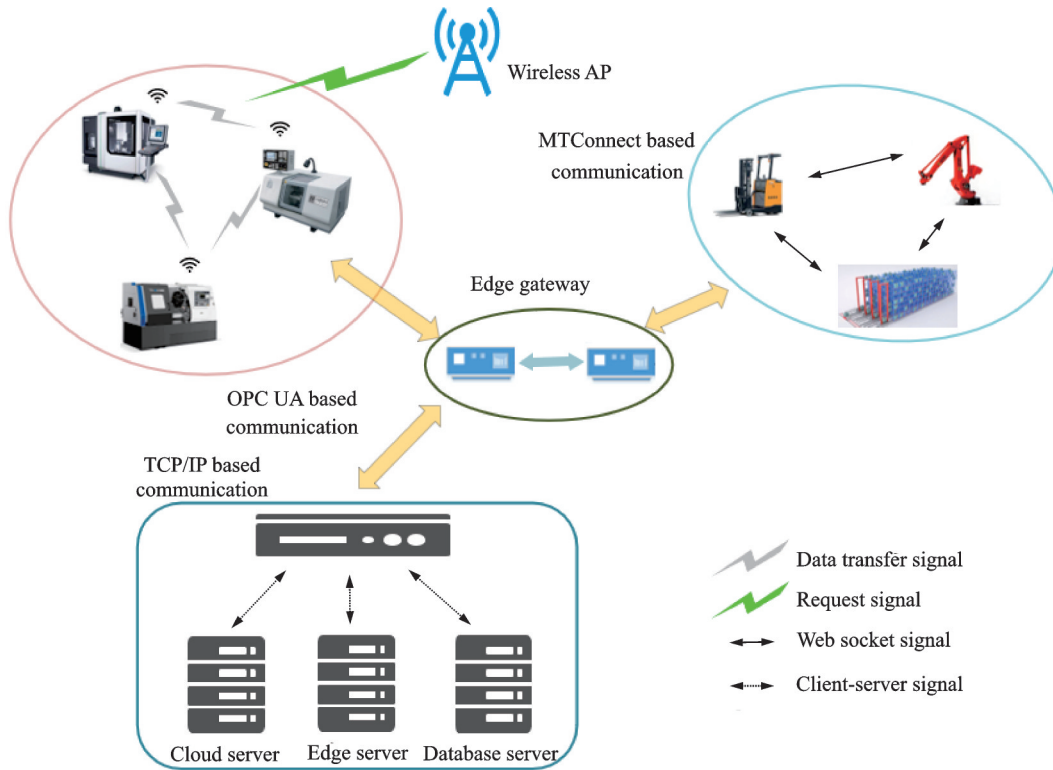 Wireless AP
MTConnect based
communication
Edge gateway
OPC UA based
communication
TCP/IP based
communication
Data transfer signal
Request signal
Web socket signal
Client-server signal
Cloud server
Edge server
Database server